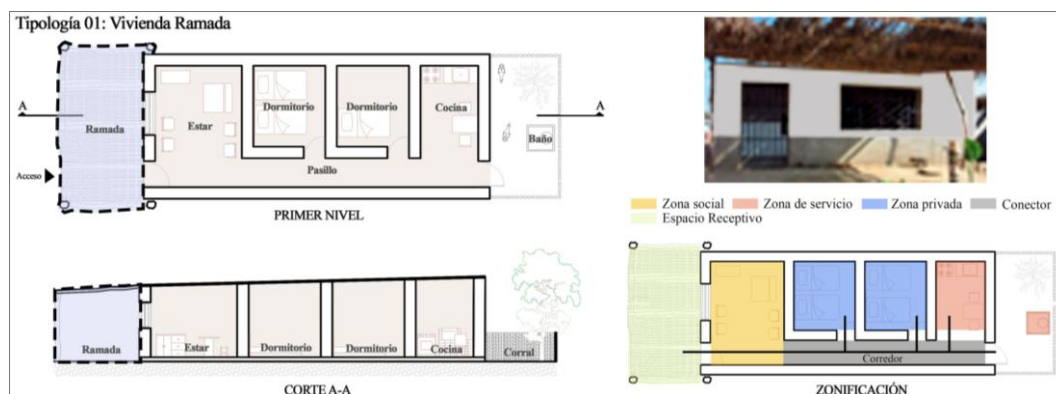 Tipología 01: Vivienda Ramada
A
A
Ramada
Estar
Dormitorio
Dormitorio
Cocina
Baño
Acceso
Pasillo
PRIMER NIVEL
Ramada
Estar
Dormitorio
Dormitorio
Cocina
Corral
CORTE A-A
Zona social
Zona de servicio
Zona privada
Conector
Espacio Receptivo
Corredor
ZONIFICACIÓN